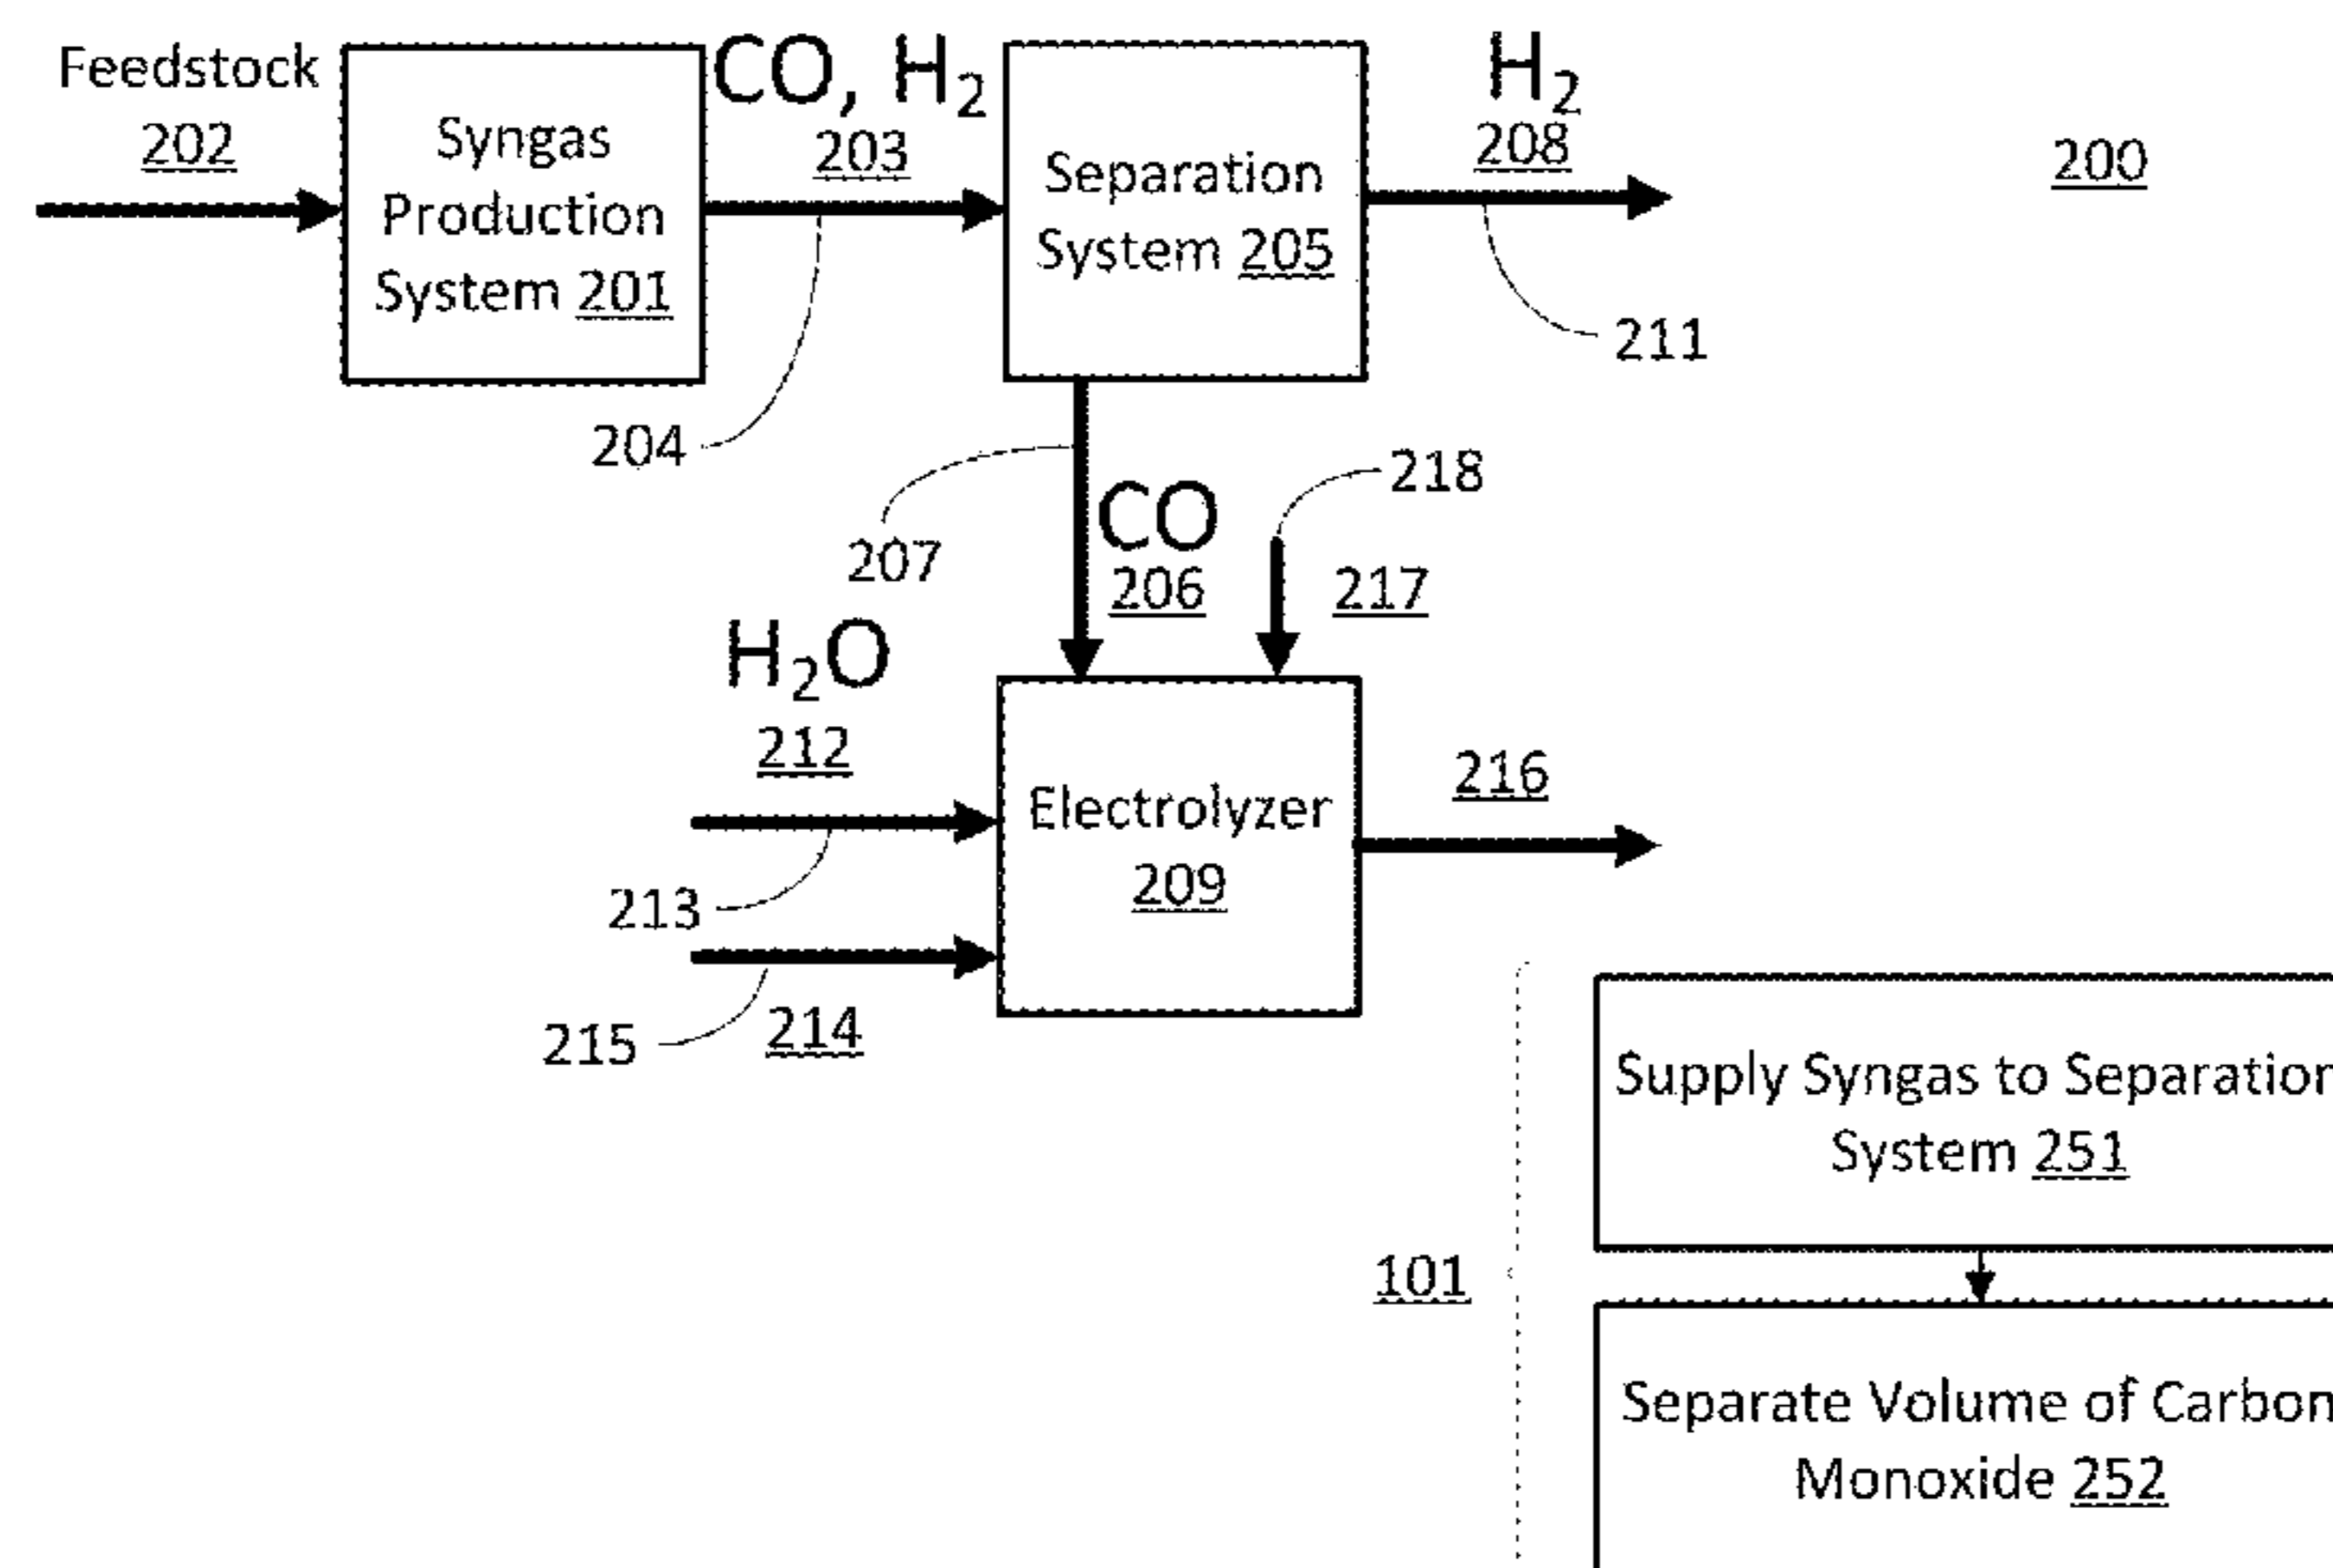 Feedstock
202
Syngas
Production
System 201
CO, H₂
203
Separation
System 205
H₂
208
200
211
204
207
CO
206
218
217
H₂O
212
213
Electrolyzer
209
216
215
214
101
Supply Syngas to Separation
System 251
Separate Volume of Carbon
Monoxide 252